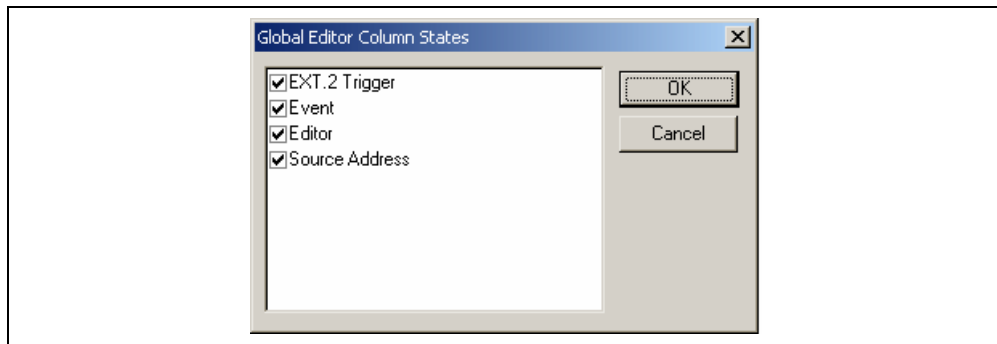 Global Editor Column States
EXT.2 Trigger
Event
Editor
Source Address
OK
Cancel